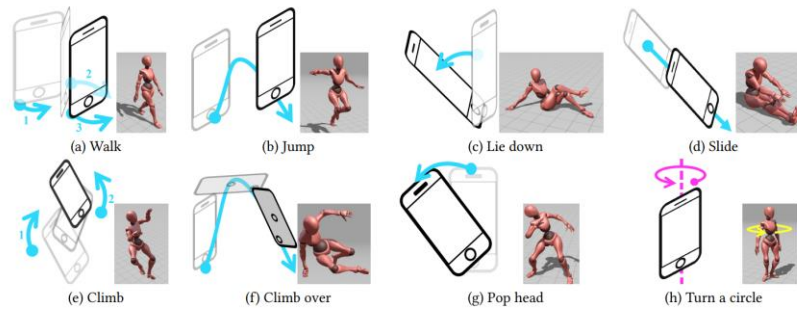 1
2
3
(a) Walk
(b) Jump
(c) Lie down
(d) Slide
1
2
(e) Climb
(f) Climb over
(g) Pop head
(h) Turn a circle